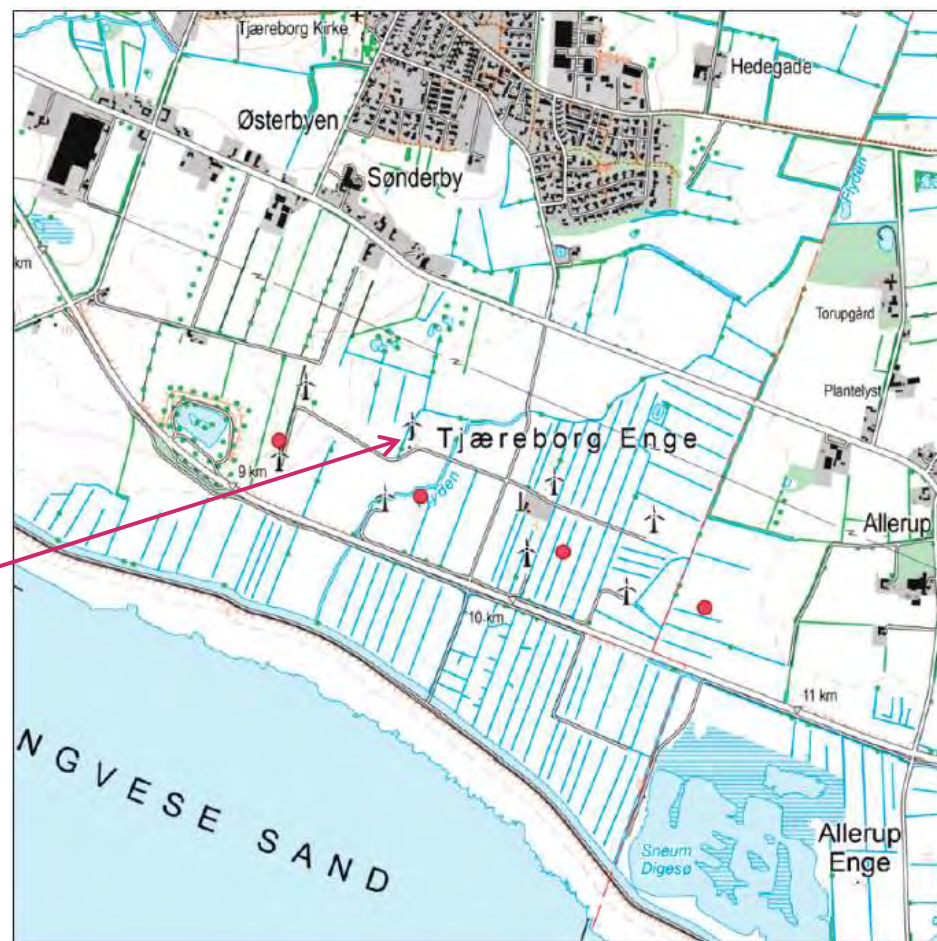 Tjæreborg Kirke
Hedegade
Østerbyen
Sønderby
Flyden
km
Torupgård
Plantelyst
Tjæreborg Enge
9 km
Allerup
10 km
11 km
NGVESE SAND
Sneum
Digesø
Allerup
Enge